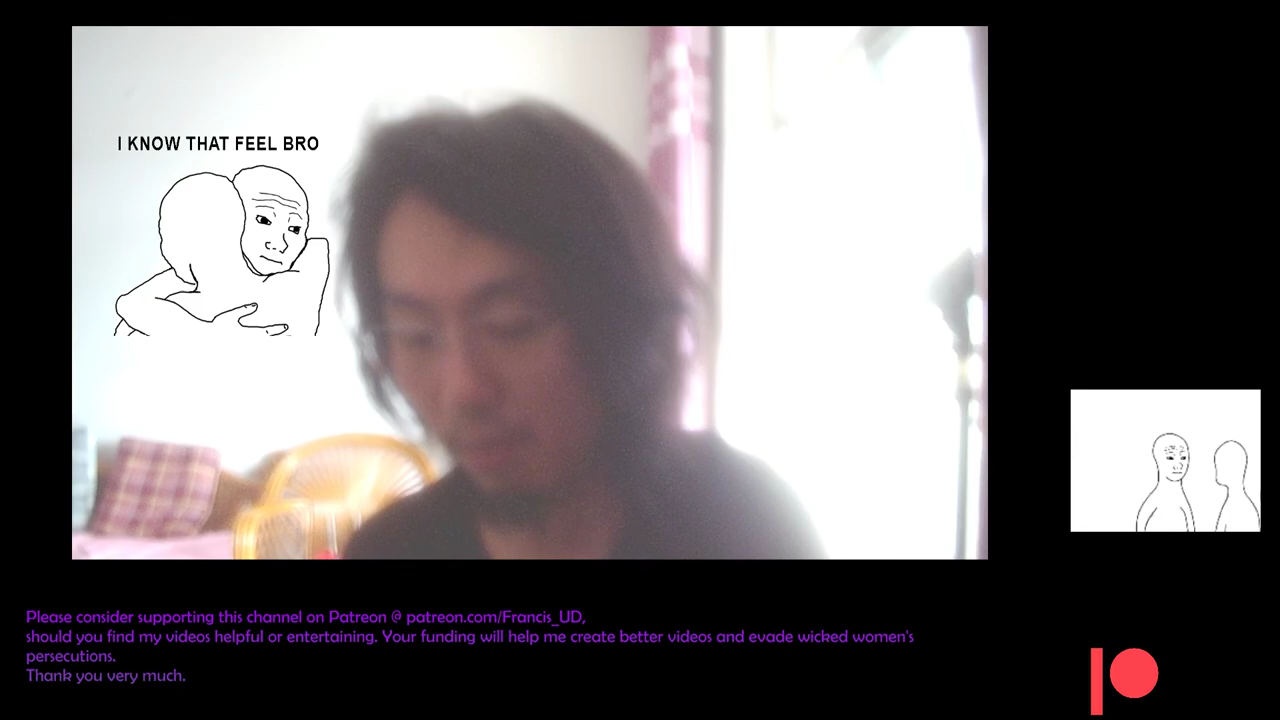 I KNOW THAT FEEL BRO
Please consider supporting this channel on Patreon @ patreon.com/Francis_UD,
should you find my videos helpful or entertaining. Your funding will help me create better videos and evade wicked women's
persecutions.
Thank you very much.